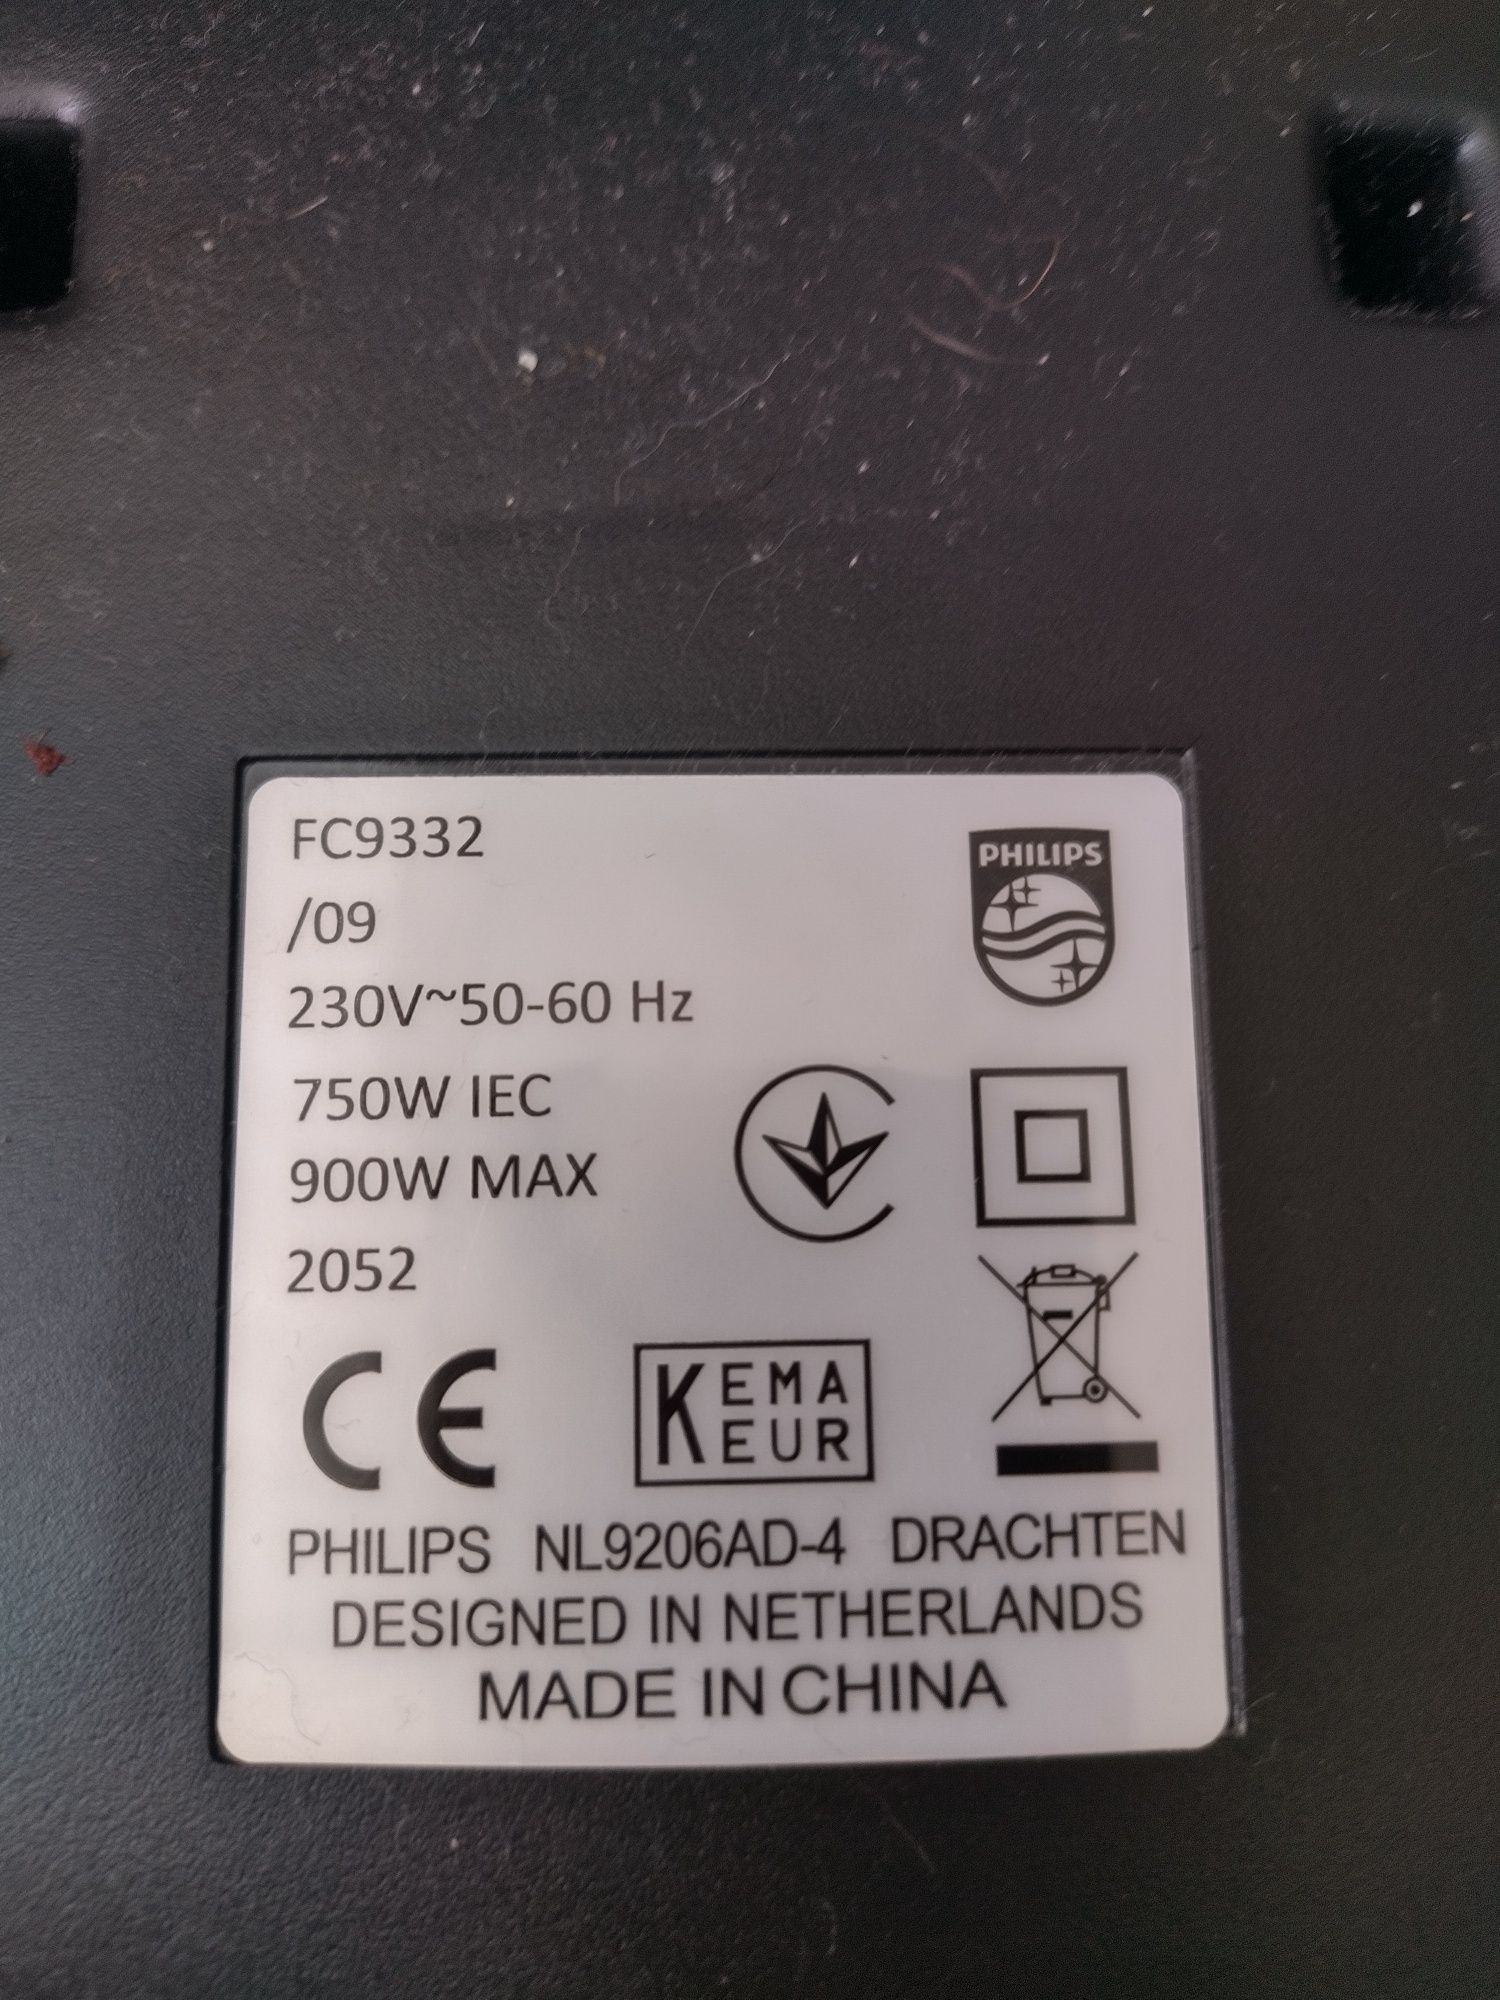 FC9332
PHILIPS
/09
230V~50-60 Hz
750W IEC
900W MAX
2052
CE
KEMA
EUR
PHILIPS NL9206AD-4 DRACHTEN
DESIGNED IN NETHERLANDS
MADE IN CHINA